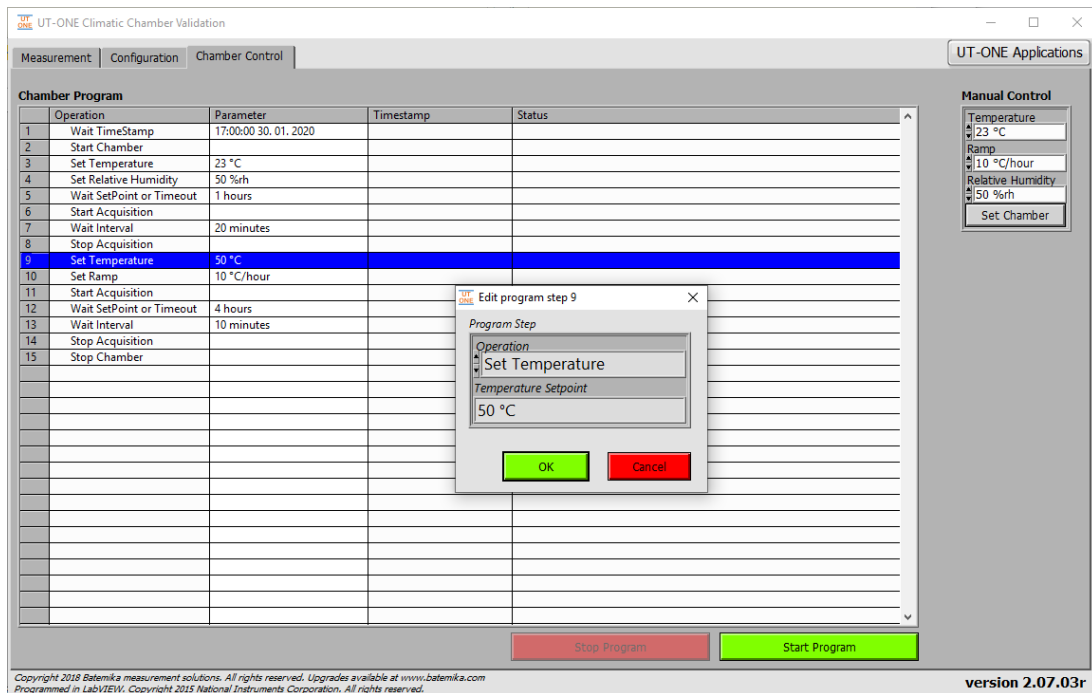 UT-ONE UT-ONE Climatic Chamber Validation
Measurement Configuration Chamber Control UT-ONE Applications
Chamber Program
Operation Parameter Timestamp Status
1 Wait TimeStamp 17:00:00 30. 01. 2020
2 Start Chamber
3 Set Temperature 23 °C
4 Set Relative Humidity 50 %rh
5 Wait SetPoint or Timeout 1 hours
6 Start Acquisition
7 Wait Interval 20 minutes
8 Stop Acquisition
9 Set Temperature 50 °C
10 Set Ramp 10 °C/hour
11 Start Acquisition
12 Wait SetPoint or Timeout 4 hours
13 Wait Interval 10 minutes
14 Stop Acquisition
15 Stop Chamber
Manual Control
Temperature
23 °C
Ramp
10 °C/hour
Relative Humidity
50 %rh
Set Chamber
UT-ONE Edit program step 9
Program Step
Operation
Set Temperature
Temperature Setpoint
50 °C
OK Cancel
Stop Program Start Program
Copyright 2018 Batemika measurement solutions. All rights reserved. Upgrades available at www.batemika.com
Programmed in LabVIEW. Copyright 2015 National Instruments Corporation. All rights reserved.
version 2.07.03r